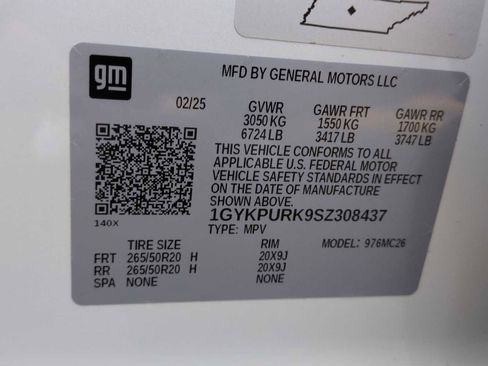 gm
MFD BY GENERAL MOTORS LLC
02/25 GVWR GAWR FRT GAWR RR
3050 KG 1550 KG 1700 KG
6724 LB 3417 LB 3747 LB
THIS VEHICLE CONFORMS TO ALL
APPLICABLE U.S. FEDERAL MOTOR
VEHICLE SAFETY STANDARDS IN EFFECT
ON THE DATE OF MANUFACTURE
SHOWN ABOVE.
1GYKPURK9SZ308437
140X
TYPE: MPV
TIRE SIZE RIM MODEL: 976MC26
FRT 265/50R20 H 20X9J
RR 265/50R20 H 20X9J
SPA NONE NONE